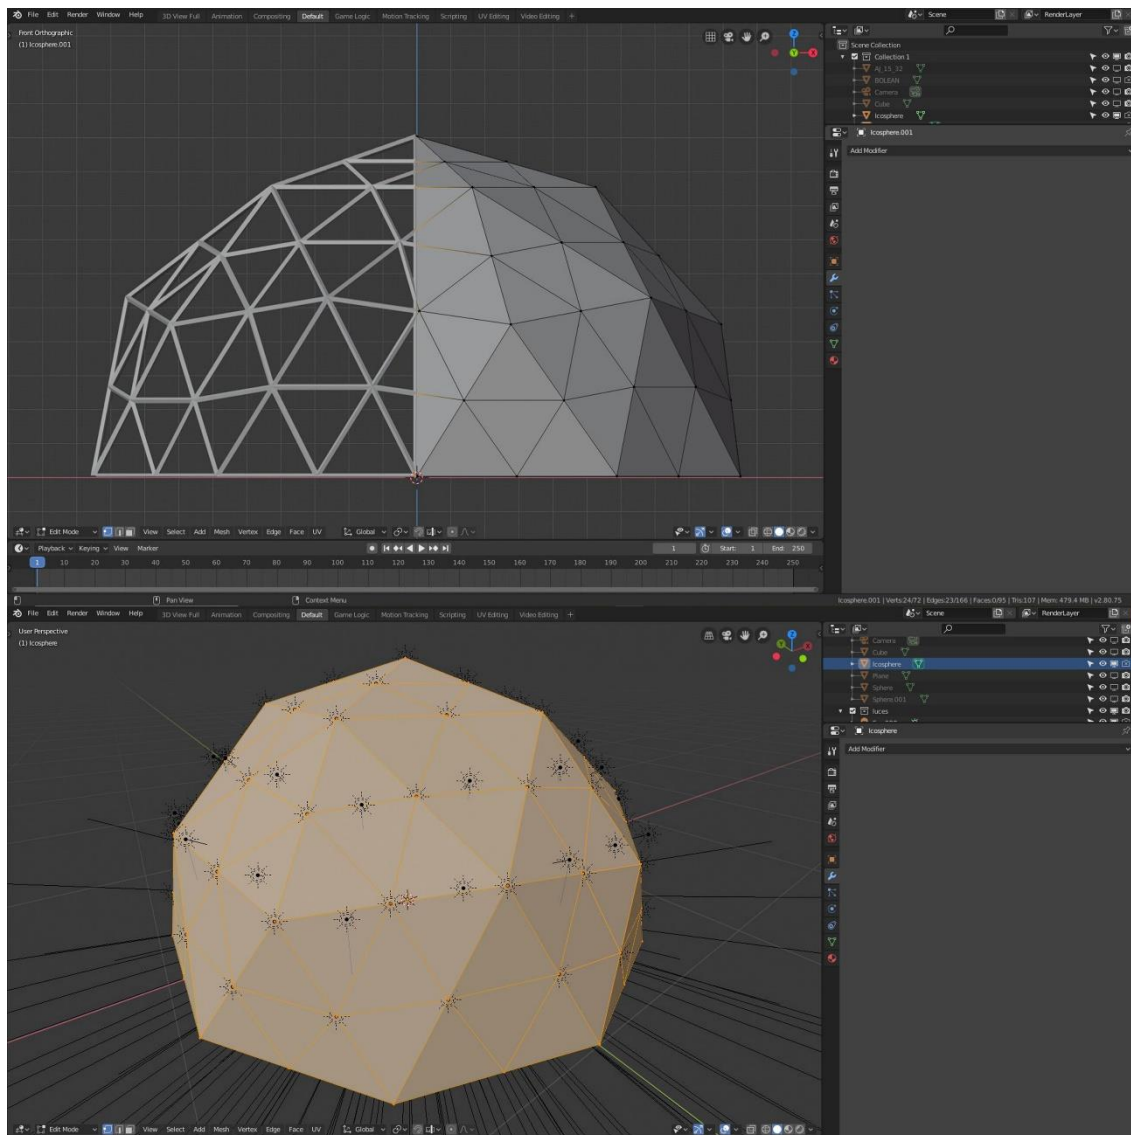 File Edit Render Window Help 3D View Full Animation Compositing Default Game Logic Motion Tracking Scripting UV Editing Video Editing + Scene RenderLayer
Front Orthographic
(1) Icosphere.001
Scene Collection
Collection 1
AJ_15_32
BOLEAN
Camera
Cube
Icosphere
Icosphere.001
Add Modifier
Edit Mode View Select Add Mesh Vertex Edge Face UV Global
Playback Keying View Marker 1 Start: 1 End: 250
1 10 20 30 40 50 60 70 80 90 100 110 120 130 140 150 160 170 180 190 200 210 220 230 240 250
Pan View Context Menu Icosphere.001 | Verts:24/72 | Edges:23/166 | Faces:0/95 | Tris:107 | Mem: 479.4 MB | v2.80.75
File Edit Render Window Help 3D View Full Animation Compositing Default Game Logic Motion Tracking Scripting UV Editing Video Editing + Scene RenderLayer
User Perspective
(1) Icosphere
Camera
Cube
Icosphere
Plane
Sphere
Sphere.001
luces
Icosphere
Add Modifier
Edit Mode View Select Add Mesh Vertex Edge Face UV Global